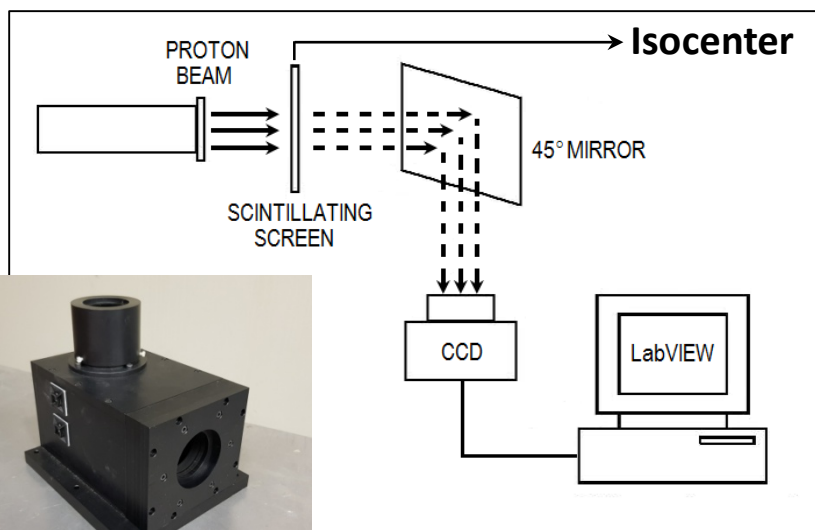 Isocenter
PROTON
BEAM
45° MIRROR
SCINTILLATING
SCREEN
CCD
LabVIEW